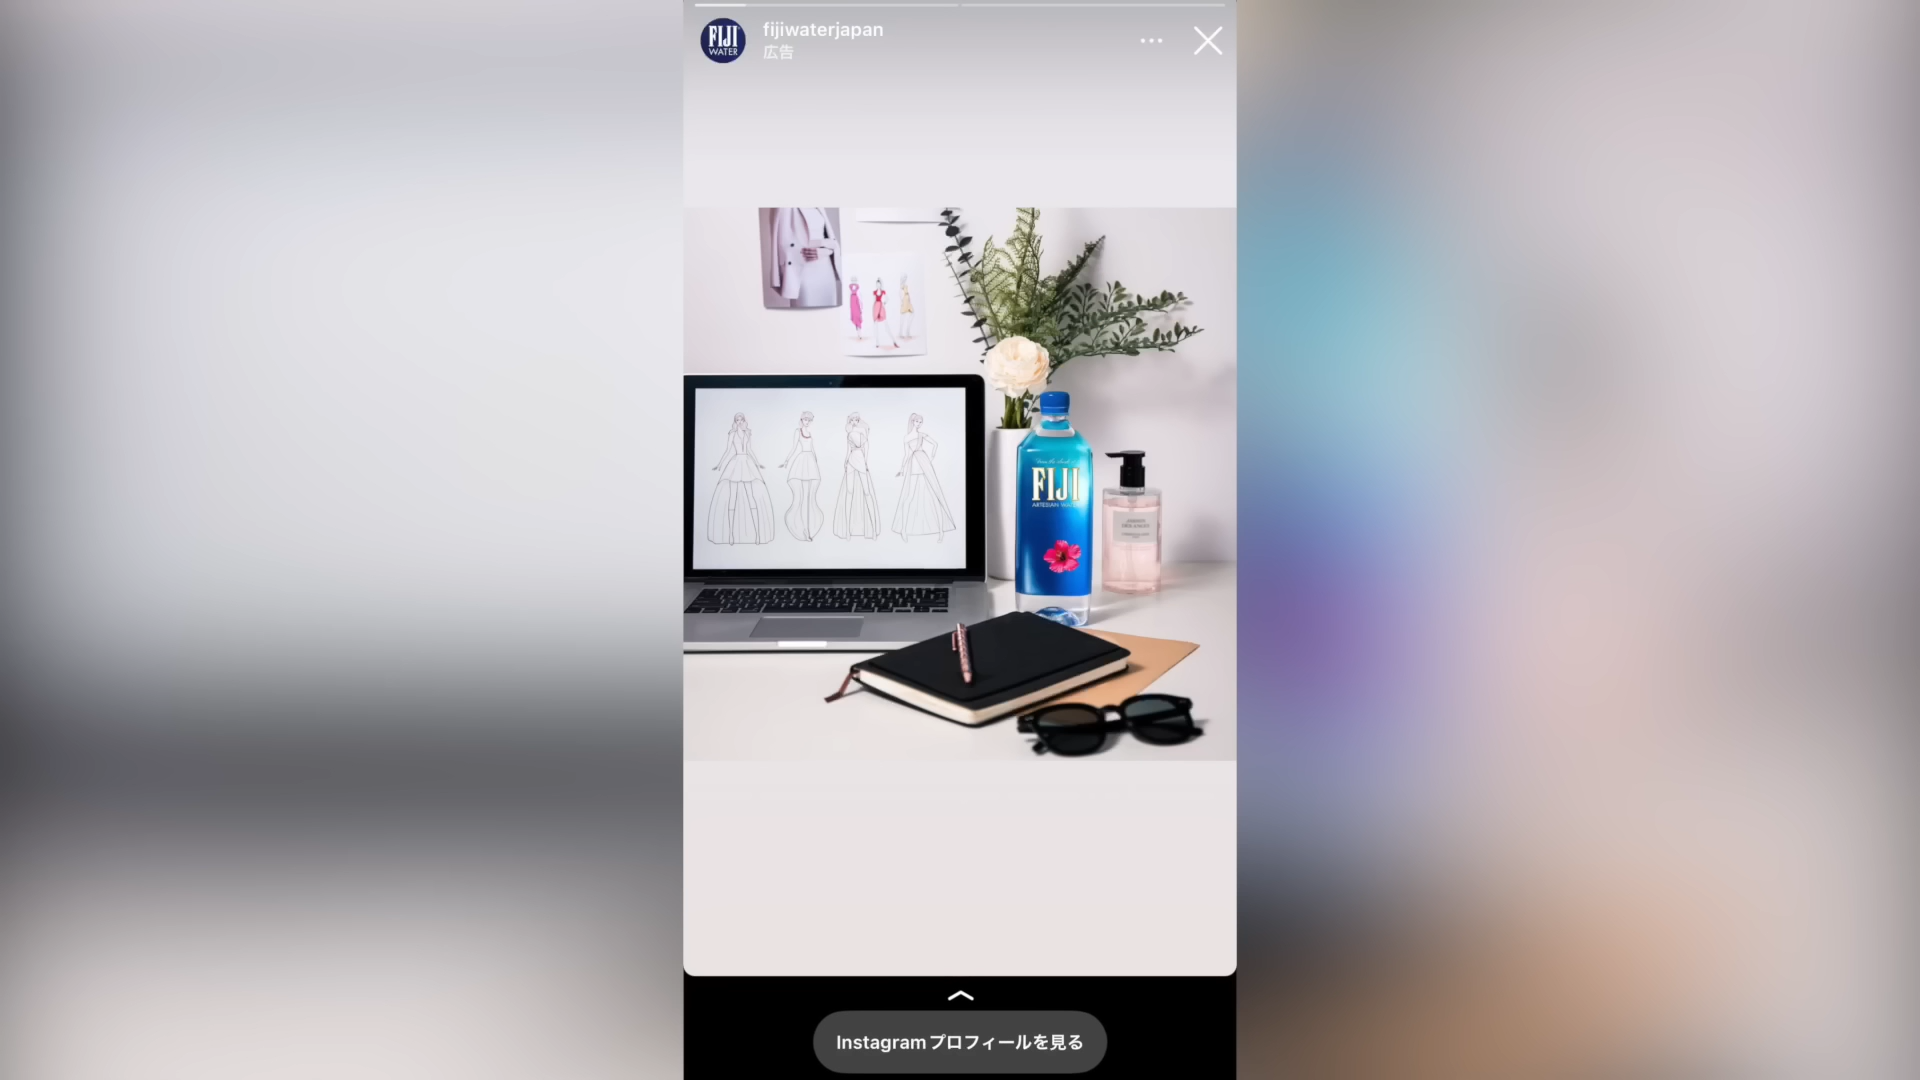 FIJI
WATER
fijiwaterjapan
広告
FIJI
ARTESIAN WATER
Instagramプロフィールを見る